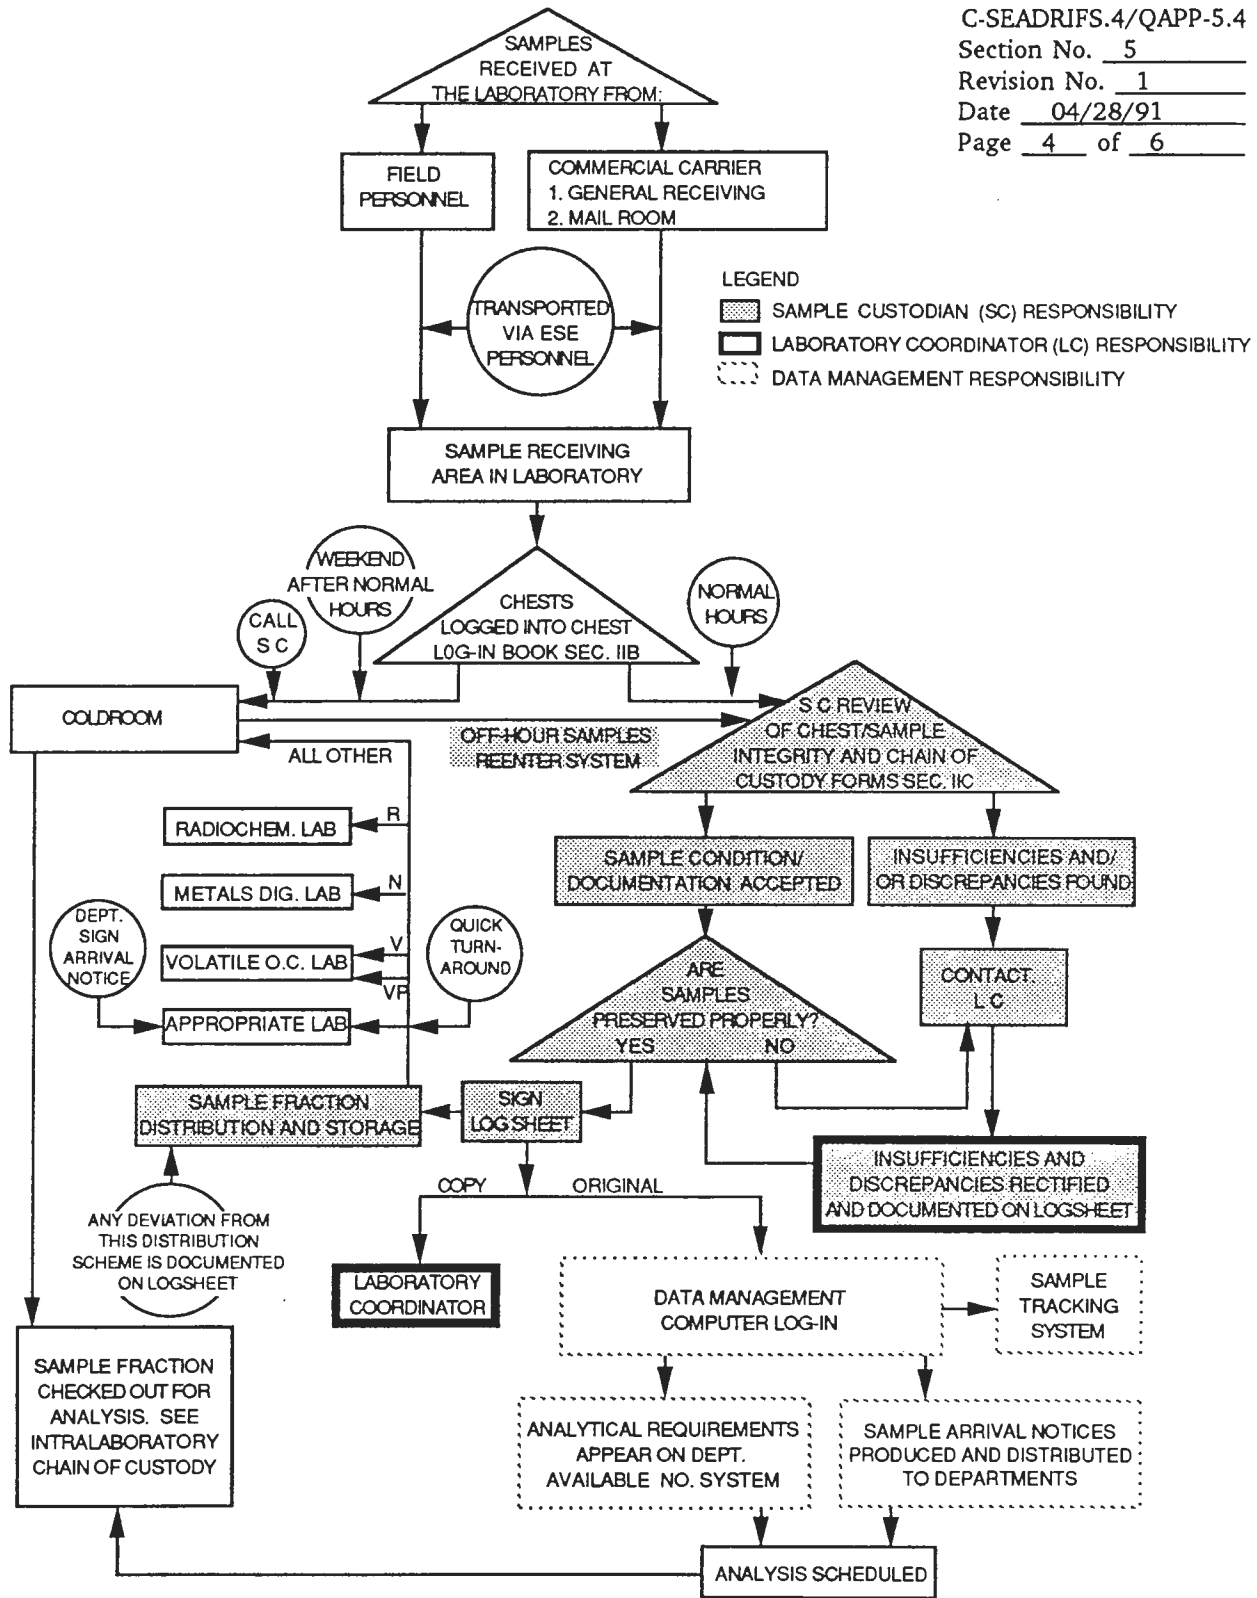 C-SEADRIFS.4/QAPP-5.4
Section No. 5
Revision No. 1
Date 04/28/91
Page 4 of 6
SAMPLES
RECEIVED AT
THE LABORATORY FROM:
FIELD
PERSONNEL
COMMERCIAL CARRIER
1. GENERAL RECEIVING
2. MAIL ROOM
TRANSPORTED
VIA ESE
PERSONNEL
LEGEND
SAMPLE CUSTODIAN (SC) RESPONSIBILITY
LABORATORY COORDINATOR (LC) RESPONSIBILITY
DATA MANAGEMENT RESPONSIBILITY
SAMPLE RECEIVING
AREA IN LABORATORY
WEEKEND
AFTER NORMAL
HOURS
CALL
S C
CHESTS
LOGGED INTO CHEST
LOG-IN BOOK SEC. IIB
NORMAL
HOURS
COLDROOM
OFF-HOUR SAMPLES
REENTER SYSTEM
S C REVIEW
OF CHEST/SAMPLE
INTEGRITY AND CHAIN OF
CUSTODY FORMS SEC. IIC
ALL OTHER
RADIOCHEM. LAB
R
METALS DIG. LAB
N
VOLATILE O.C. LAB
V
VP
APPROPRIATE LAB
DEPT.
SIGN
ARRIVAL
NOTICE
QUICK
TURN-
AROUND
SAMPLE CONDITION/
DOCUMENTATION ACCEPTED
INSUFFICIENCIES AND/
OR DISCREPANCIES FOUND
ARE
SAMPLES
PRESERVED PROPERLY?
YES NO
CONTACT.
L C
SAMPLE FRACTION
DISTRIBUTION AND STORAGE
SIGN
LOG SHEET
INSUFFICIENCIES AND
DISCREPANCIES RECTIFIED
AND DOCUMENTED ON LOGSHEET
COPY ORIGINAL
ANY DEVIATION FROM
THIS DISTRIBUTION
SCHEME IS DOCUMENTED
ON LOGSHEET
LABORATORY
COORDINATOR
DATA MANAGEMENT
COMPUTER LOG-IN
SAMPLE
TRACKING
SYSTEM
SAMPLE FRACTION
CHECKED OUT FOR
ANALYSIS. SEE
INTRALABORATORY
CHAIN OF CUSTODY
ANALYTICAL REQUIREMENTS
APPEAR ON DEPT.
AVAILABLE NO. SYSTEM
SAMPLE ARRIVAL NOTICES
PRODUCED AND DISTRIBUTED
TO DEPARTMENTS
ANALYSIS SCHEDULED